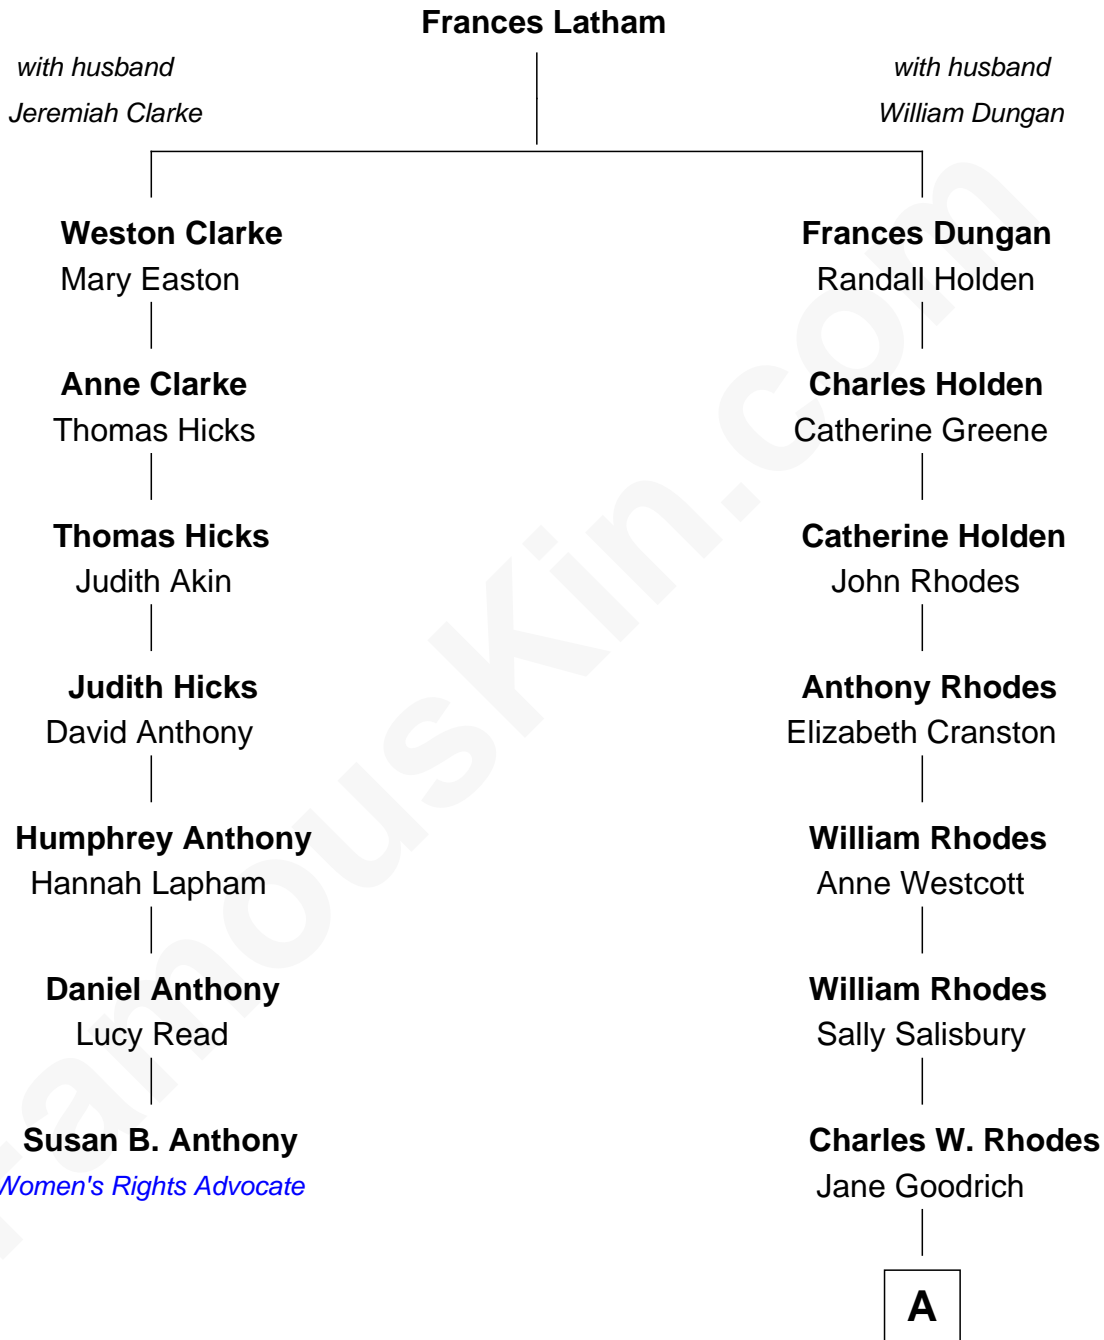 Frances Latham
with husband
Jeremiah Clarke
with husband
William Dungan
Weston Clarke
Mary Easton
Frances Dungan
Randall Holden
Anne Clarke
Thomas Hicks
Charles Holden
Catherine Greene
Thomas Hicks
Judith Akin
Catherine Holden
John Rhodes
Judith Hicks
David Anthony
Anthony Rhodes
Elizabeth Cranston
Humphrey Anthony
Hannah Lapham
William Rhodes
Anne Westcott
Daniel Anthony
Lucy Read
William Rhodes
Sally Salisbury
Susan B. Anthony
Women's Rights Advocate
Charles W. Rhodes
Jane Goodrich
A
FamousKin.com